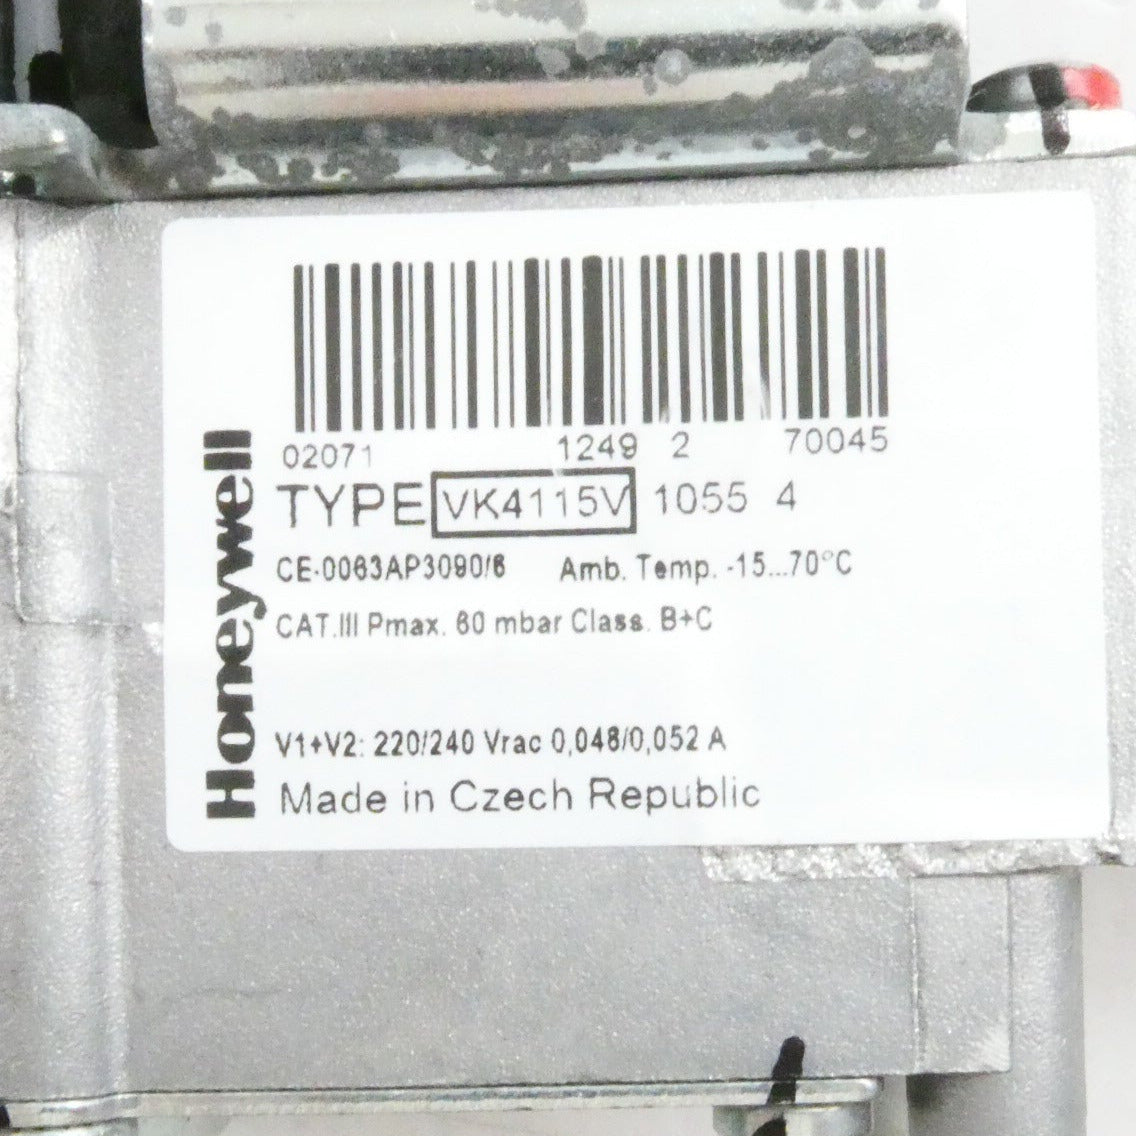 Honeywell
02071 1249 2 70045
TYPE VK4115V 1055 4
CE-0063AP3090/6 Amb. Temp. -15...70°C
CAT.III Pmax. 60 mbar Class. B+C
V1+V2: 220/240 Vrac 0,048/0,052 A
Made in Czech Republic